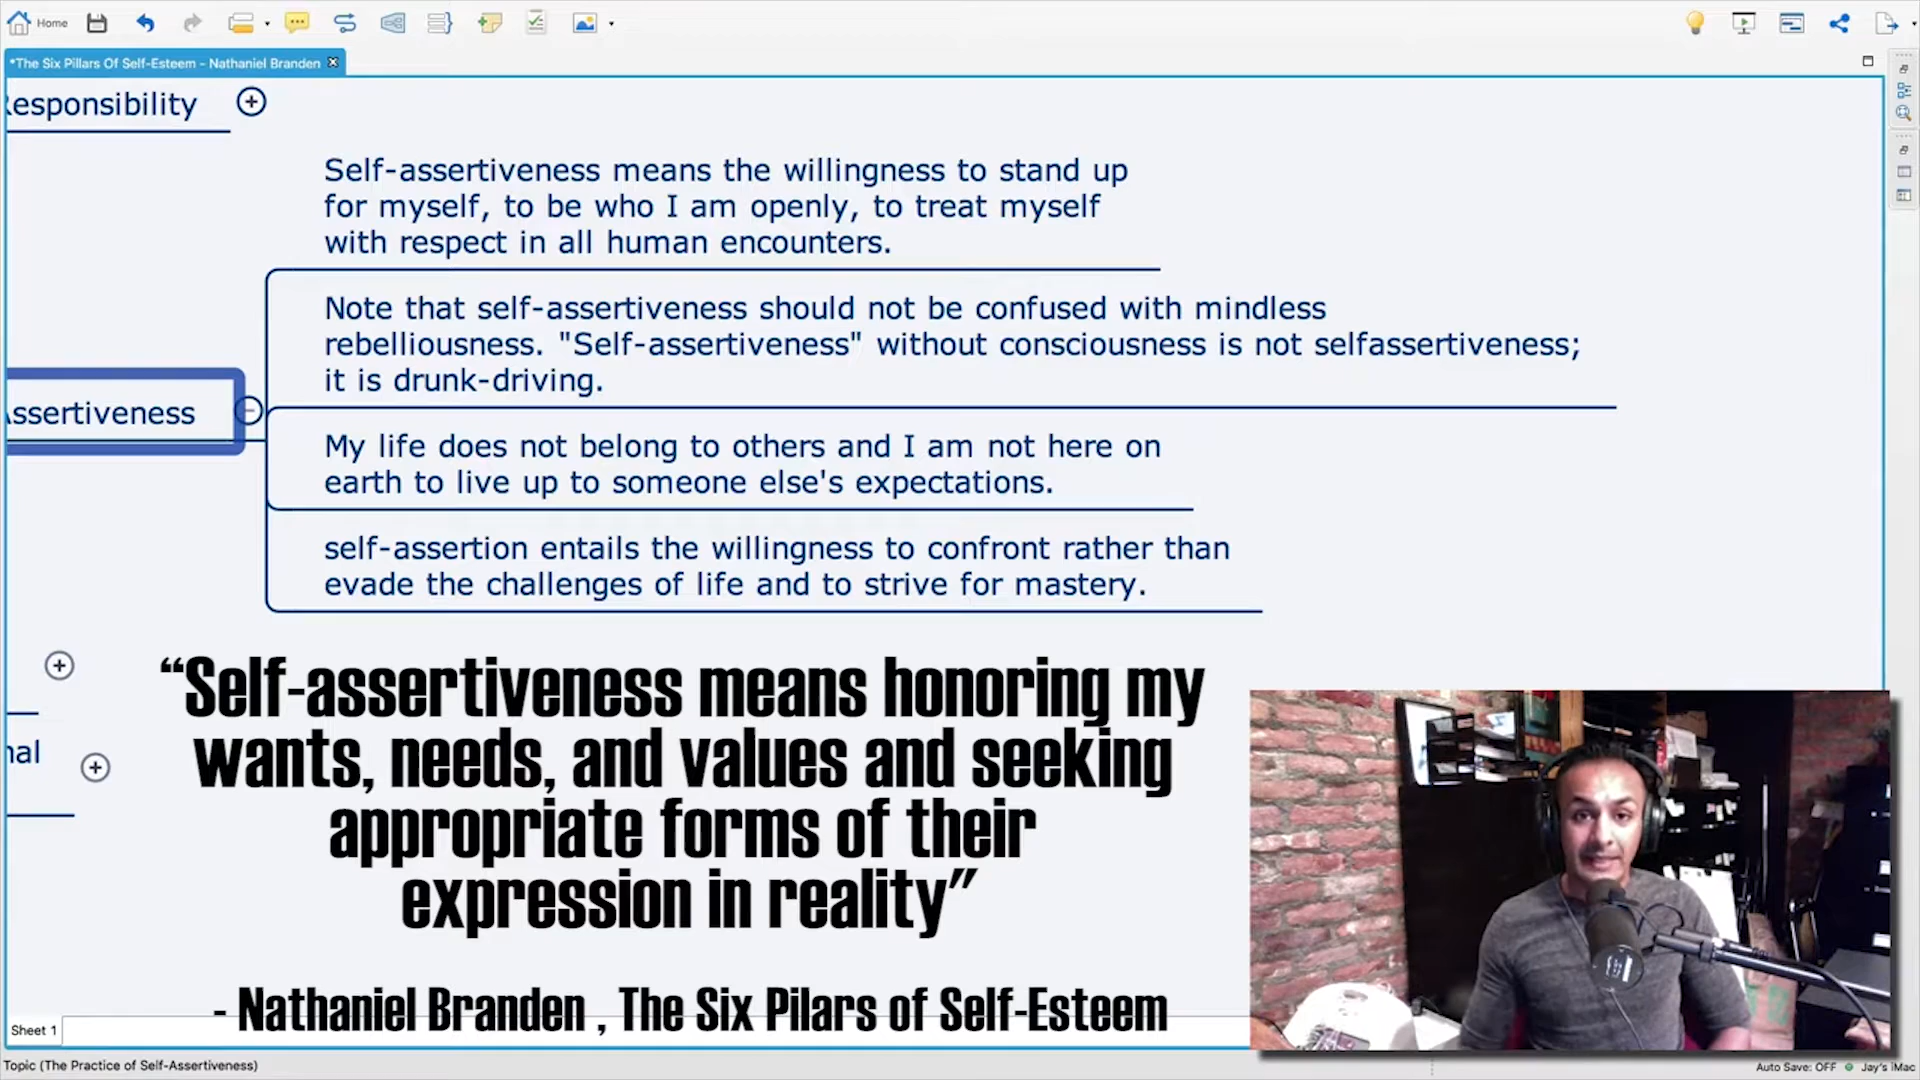 Home
*The Six Pillars Of Self-Esteem - Nathaniel Branden
Responsibility
Self-assertiveness means the willingness to stand up
for myself, to be who I am openly, to treat myself
with respect in all human encounters.
Note that self-assertiveness should not be confused with mindless
rebelliousness. "Self-assertiveness" without consciousness is not selfassertiveness;
it is drunk-driving.
Assertiveness
My life does not belong to others and I am not here on
earth to live up to someone else's expectations.
self-assertion entails the willingness to confront rather than
evade the challenges of life and to strive for mastery.
nal
“Self-assertiveness means honoring my
wants, needs, and values and seeking
appropriate forms of their
expression in reality”
- Nathaniel Branden , The Six Pillars of Self-Esteem
Sheet 1
Topic (The Practice of Self-Assertiveness)
Auto Save: OFF
Jay's iMac